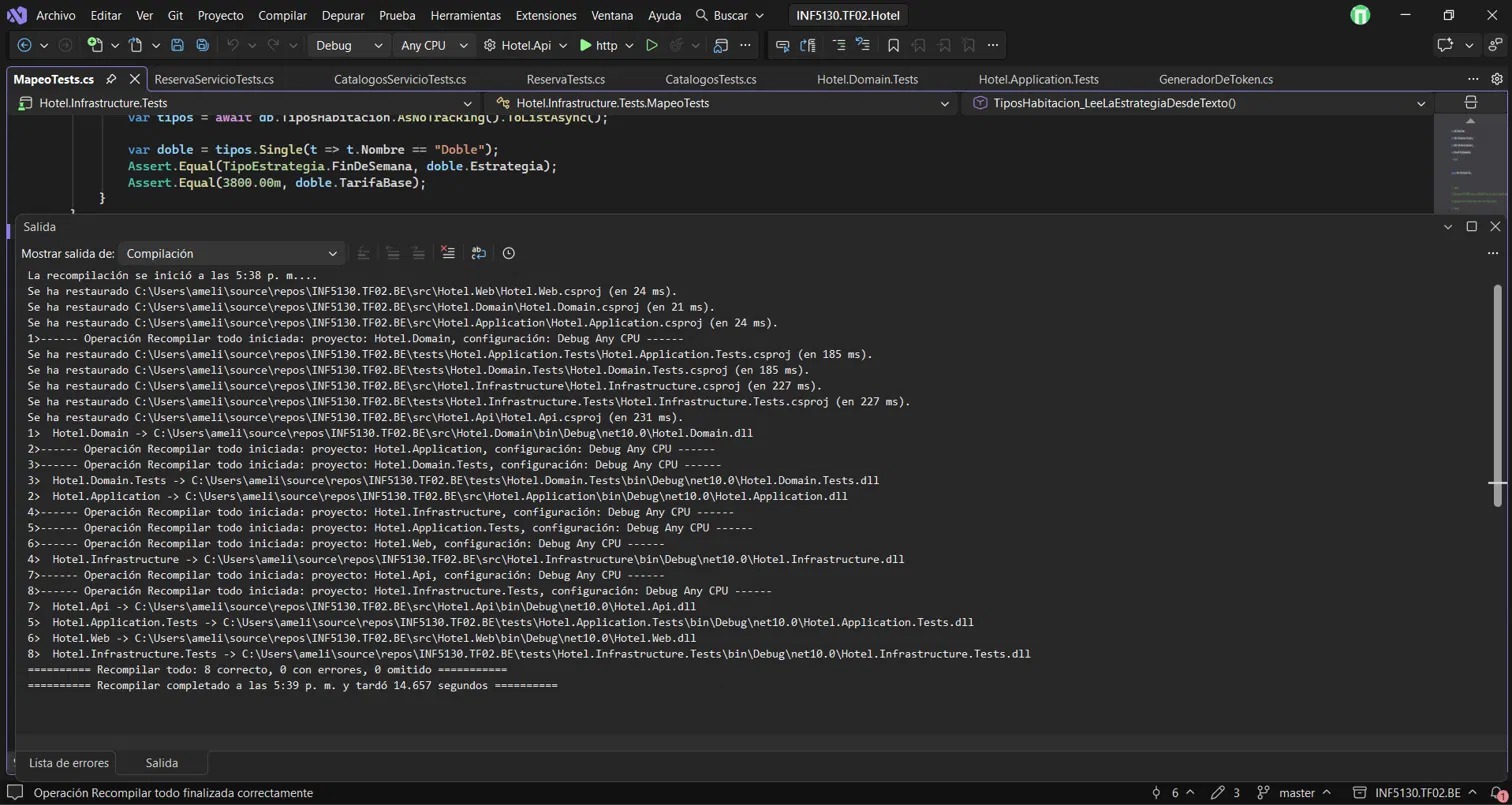 Archivo Editar Ver Git Proyecto Compilar Depurar Prueba Herramientas Extensiones Ventana Ayuda Buscar INF5130.TF02.Hotel
Debug Any CPU Hotel.Api http
MapeoTests.cs ReservaServicioTests.cs CatalogosServicioTests.cs ReservaTests.cs CatalogosTests.cs Hotel.Domain.Tests Hotel.Application.Tests GeneradorDeToken.cs
Hotel.Infrastructure.Tests Hotel.Infrastructure.Tests.MapeoTests TiposHabitacion_LeeLaEstrategiaDesdeTexto()
var tipos = await db.TiposHabitacion.AsNoTracking().ToListAsync();
var doble = tipos.Single(t => t.Nombre == "Doble");
Assert.Equal(TipoEstrategia.FinDeSemana, doble.Estrategia);
Assert.Equal(3800.00m, doble.TarifaBase);
}
Salida
Mostrar salida de: Compilación
La recompilación se inició a las 5:38 p. m....
Se ha restaurado C:\Users\ameli\source\repos\INF5130.TF02.BE\src\Hotel.Web\Hotel.Web.csproj (en 24 ms).
Se ha restaurado C:\Users\ameli\source\repos\INF5130.TF02.BE\src\Hotel.Domain\Hotel.Domain.csproj (en 21 ms).
Se ha restaurado C:\Users\ameli\source\repos\INF5130.TF02.BE\src\Hotel.Application\Hotel.Application.csproj (en 24 ms).
1>------ Operación Recompilar todo iniciada: proyecto: Hotel.Domain, configuración: Debug Any CPU ------
Se ha restaurado C:\Users\ameli\source\repos\INF5130.TF02.BE\tests\Hotel.Application.Tests\Hotel.Application.Tests.csproj (en 185 ms).
Se ha restaurado C:\Users\ameli\source\repos\INF5130.TF02.BE\tests\Hotel.Domain.Tests\Hotel.Domain.Tests.csproj (en 185 ms).
Se ha restaurado C:\Users\ameli\source\repos\INF5130.TF02.BE\src\Hotel.Infrastructure\Hotel.Infrastructure.csproj (en 227 ms).
Se ha restaurado C:\Users\ameli\source\repos\INF5130.TF02.BE\tests\Hotel.Infrastructure.Tests\Hotel.Infrastructure.Tests.csproj (en 227 ms).
Se ha restaurado C:\Users\ameli\source\repos\INF5130.TF02.BE\src\Hotel.Api\Hotel.Api.csproj (en 231 ms).
1>  Hotel.Domain -> C:\Users\ameli\source\repos\INF5130.TF02.BE\src\Hotel.Domain\bin\Debug\net10.0\Hotel.Domain.dll
2>------ Operación Recompilar todo iniciada: proyecto: Hotel.Application, configuración: Debug Any CPU ------
3>------ Operación Recompilar todo iniciada: proyecto: Hotel.Domain.Tests, configuración: Debug Any CPU ------
3>  Hotel.Domain.Tests -> C:\Users\ameli\source\repos\INF5130.TF02.BE\tests\Hotel.Domain.Tests\bin\Debug\net10.0\Hotel.Domain.Tests.dll
2>  Hotel.Application -> C:\Users\ameli\source\repos\INF5130.TF02.BE\src\Hotel.Application\bin\Debug\net10.0\Hotel.Application.dll
4>------ Operación Recompilar todo iniciada: proyecto: Hotel.Infrastructure, configuración: Debug Any CPU ------
5>------ Operación Recompilar todo iniciada: proyecto: Hotel.Application.Tests, configuración: Debug Any CPU ------
6>------ Operación Recompilar todo iniciada: proyecto: Hotel.Web, configuración: Debug Any CPU ------
4>  Hotel.Infrastructure -> C:\Users\ameli\source\repos\INF5130.TF02.BE\src\Hotel.Infrastructure\bin\Debug\net10.0\Hotel.Infrastructure.dll
7>------ Operación Recompilar todo iniciada: proyecto: Hotel.Api, configuración: Debug Any CPU ------
8>------ Operación Recompilar todo iniciada: proyecto: Hotel.Infrastructure.Tests, configuración: Debug Any CPU ------
7>  Hotel.Api -> C:\Users\ameli\source\repos\INF5130.TF02.BE\src\Hotel.Api\bin\Debug\net10.0\Hotel.Api.dll
5>  Hotel.Application.Tests -> C:\Users\ameli\source\repos\INF5130.TF02.BE\tests\Hotel.Application.Tests\bin\Debug\net10.0\Hotel.Application.Tests.dll
6>  Hotel.Web -> C:\Users\ameli\source\repos\INF5130.TF02.BE\src\Hotel.Web\bin\Debug\net10.0\Hotel.Web.dll
8>  Hotel.Infrastructure.Tests -> C:\Users\ameli\source\repos\INF5130.TF02.BE\tests\Hotel.Infrastructure.Tests\bin\Debug\net10.0\Hotel.Infrastructure.Tests.dll
========== Recompilar todo: 8 correcto, 0 con errores, 0 omitido ===========
========== Recompilar completado a las 5:39 p. m. y tardó 14.657 segundos ==========
Lista de errores Salida
Operación Recompilar todo finalizada correctamente 6 3 master INF5130.TF02.BE 1